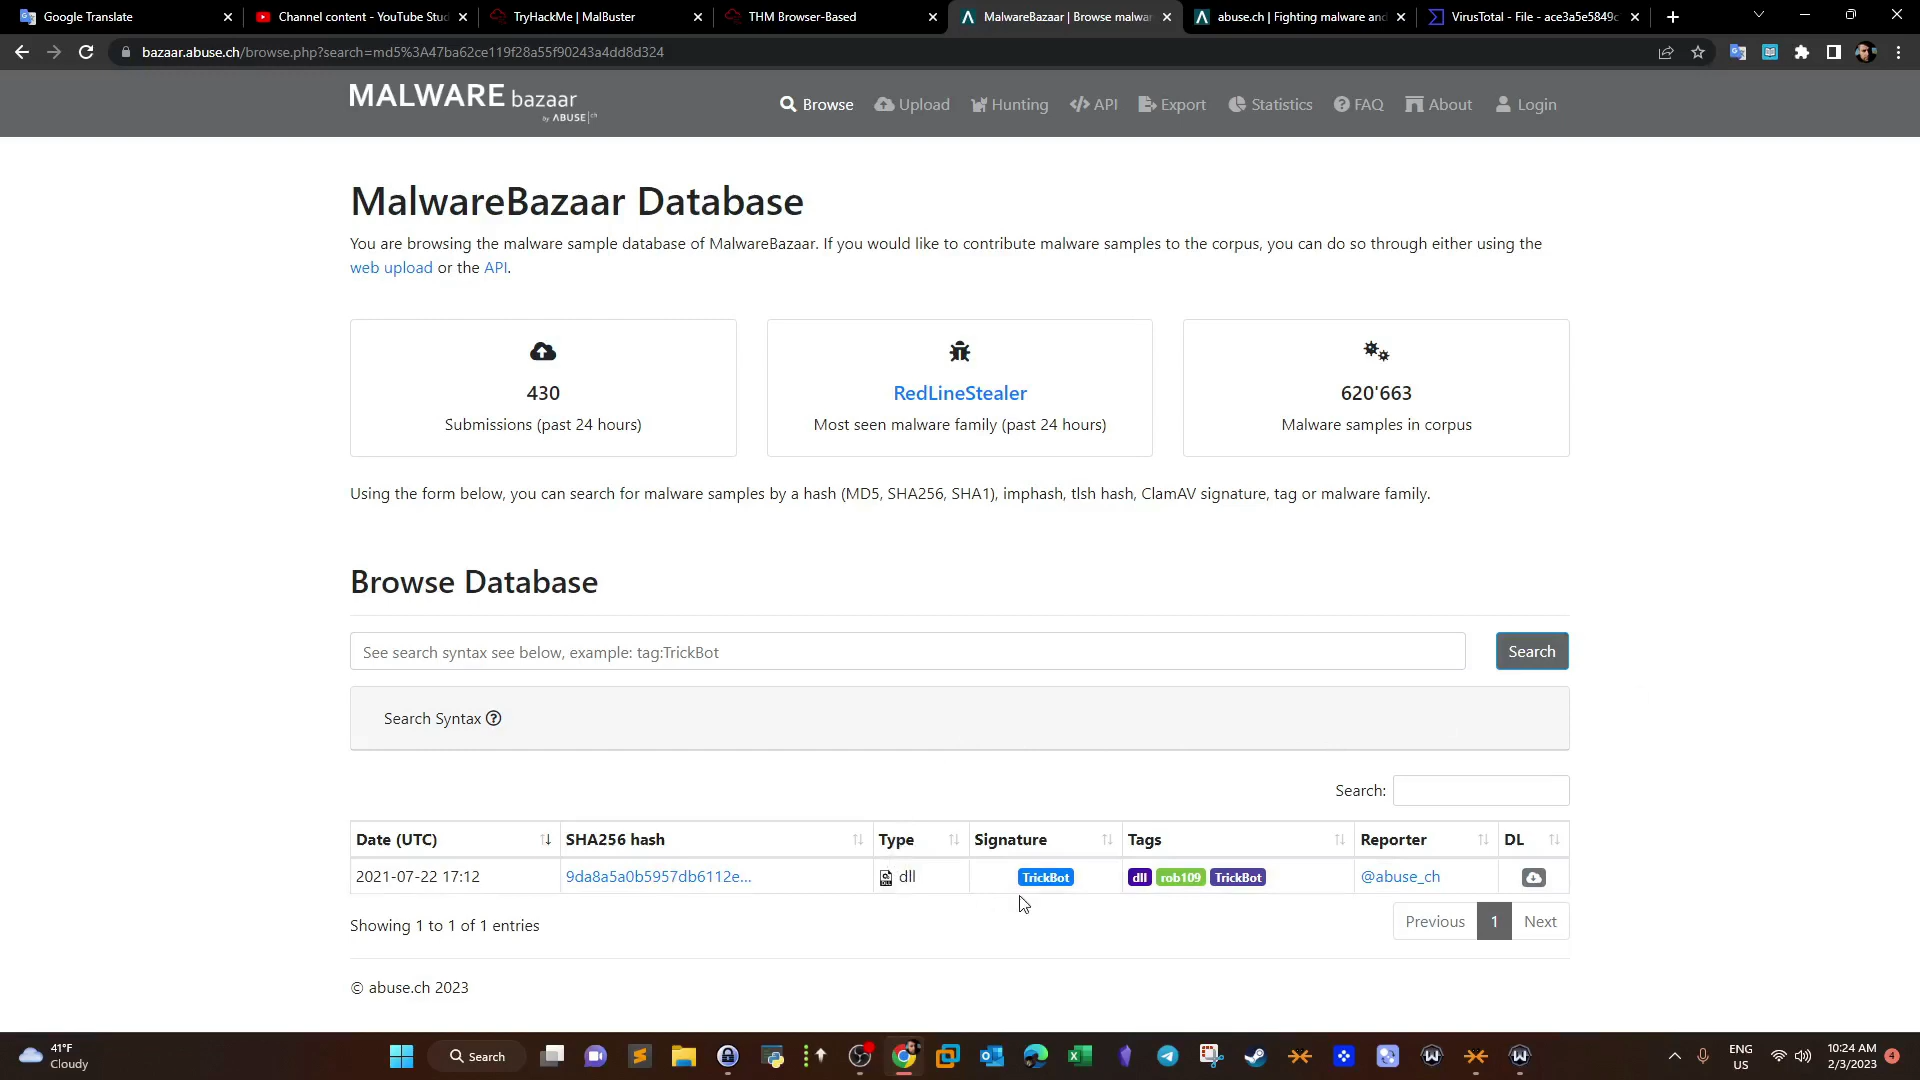 Google Translate
Channel content - YouTube Stud
TryHackMe | MalBuster
THM Browser-Based
MalwareBazaar | Browse malwar
abuse.ch | Fighting malware and
VirusTotal - File - ace3a5e5849c
bazaar.abuse.ch/browse.php?search=md5%3A47ba62ce119f28a55f90243a4dd8d324
MALWARE bazaar
by ABUSE|ch
Browse
Upload
Hunting
API
Export
Statistics
FAQ
About
Login
MalwareBazaar Database
You are browsing the malware sample database of MalwareBazaar. If you would like to contribute malware samples to the corpus, you can do so through either using the
web upload or the API.
430
Submissions (past 24 hours)
RedLineStealer
Most seen malware family (past 24 hours)
620'663
Malware samples in corpus
Using the form below, you can search for malware samples by a hash (MD5, SHA256, SHA1), imphash, tlsh hash, ClamAV signature, tag or malware family.
Browse Database
See search syntax see below, example: tag:TrickBot
Search
Search Syntax
Search:
Date (UTC) SHA256 hash Type Signature Tags Reporter DL
2021-07-22 17:12 9da8a5a0b5957db6112e... dll TrickBot dll rob109 TrickBot @abuse_ch
Showing 1 to 1 of 1 entries
Previous 1 Next
© abuse.ch 2023
41°F
Cloudy
Search
ENG
US
10:24 AM
2/3/2023
4